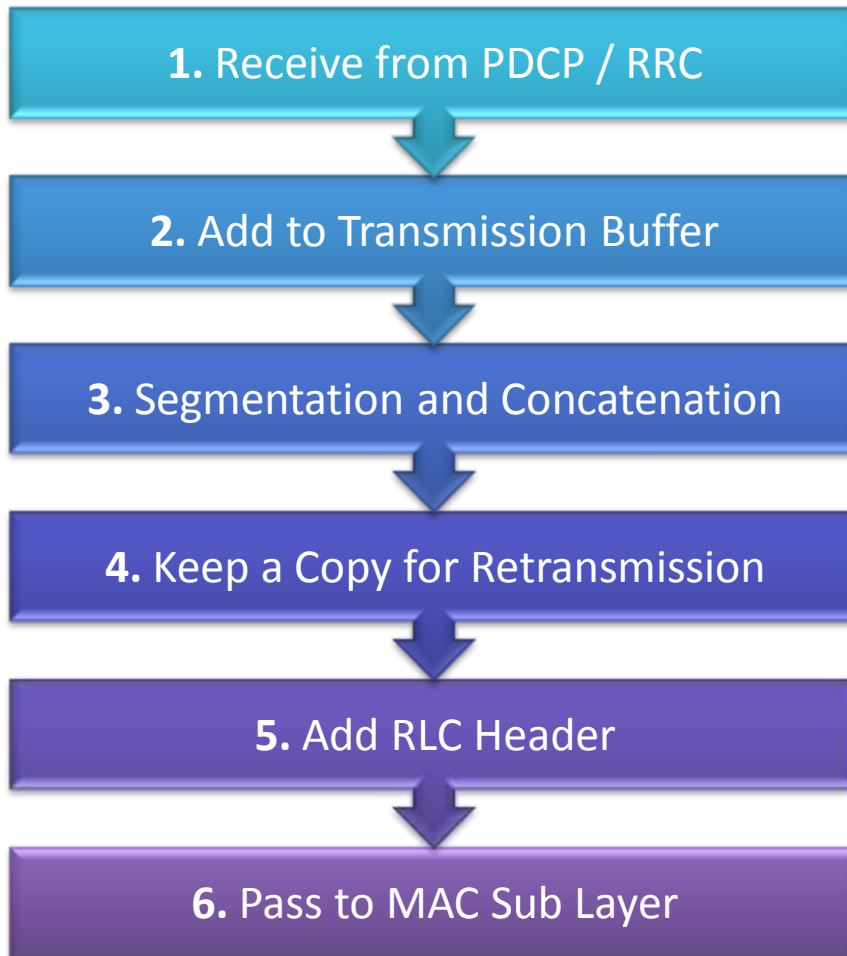 1. Receive from PDCP / RRC
2. Add to Transmission Buffer
3. Segmentation and Concatenation
4. Keep a Copy for Retransmission
5. Add RLC Header
6. Pass to MAC Sub Layer